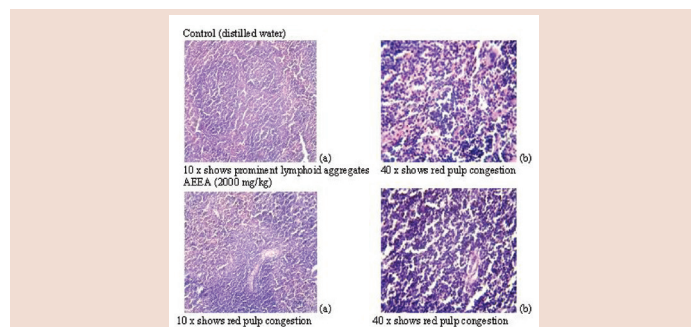 Control (distilled water)
(a)
(b)
10 x shows prominent lymphoid aggregates
40 x shows red pulp congestion
AEEA (2000 mg/kg)
(a)
(b)
10 x shows red pulp congestion
40 x shows red pulp congestion